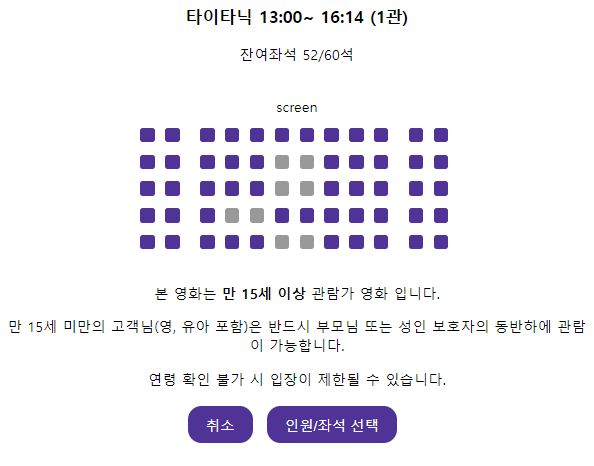 타이타닉 13:00~ 16:14 (1관)
잔여좌석 52/60석
screen
본 영화는 만 15세 이상 관람가 영화 입니다.
만 15세 미만의 고객님(영, 유아 포함)은 반드시 부모님 또는 성인 보호자의 동반하에 관람
이 가능합니다.
연령 확인 불가 시 입장이 제한될 수 있습니다.
취소
인원/좌석 선택